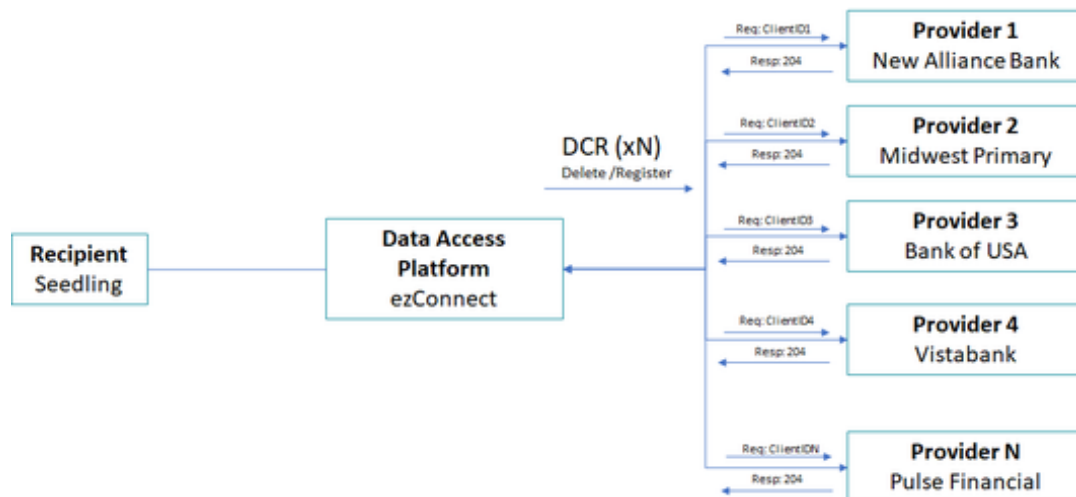 Req: ClientID1
Resp: 204
Provider 1
New Alliance Bank
Req: ClientID2
Resp: 204
Provider 2
Midwest Primary
DCR (xN)
Delete /Register
Req: ClientID3
Resp: 204
Provider 3
Bank of USA
Recipient
Seedling
Data Access
Platform
ezConnect
Req: ClientID4
Resp: 204
Provider 4
Vistabank
Req: ClientIDN
Resp: 204
Provider N
Pulse Financial